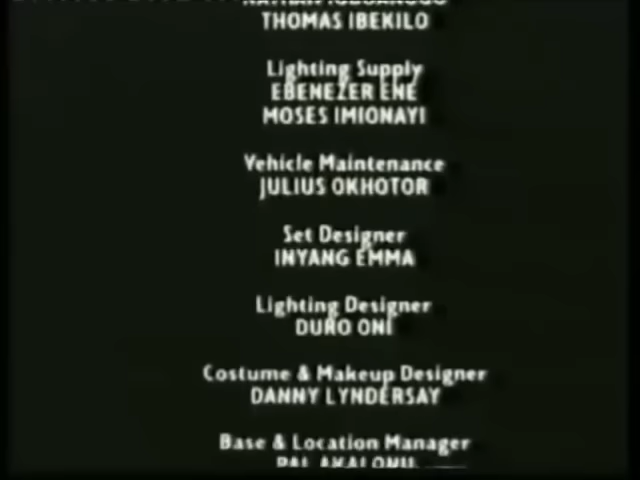 THOMAS IBEKILO
Lighting Supply
EBENEZER ENE
MOSES IMIONAYI
Vehicle Maintenance
JULIUS OKHOTOR
Set Designer
INYANG EMMA
Lighting Designer
DURO ONI
Costume & Makeup Designer
DANNY LYNDERSAY
Base & Location Manager